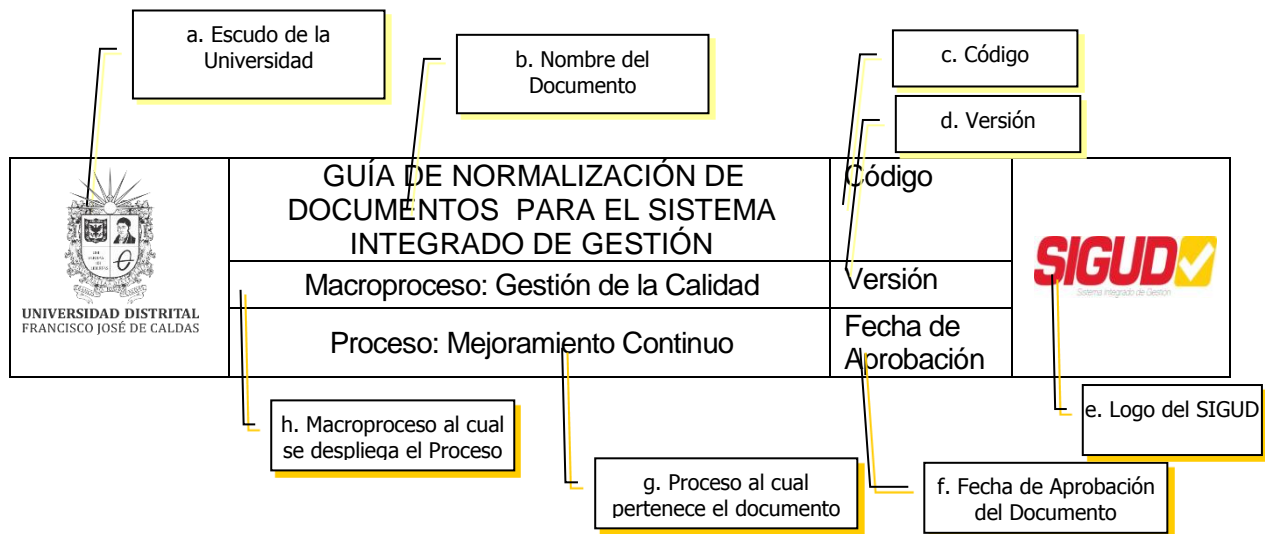 a. Escudo de la
Universidad
b. Nombre del
Documento
c. Código
d. Versión
GUÍA DE NORMALIZACIÓN DE
DOCUMENTOS PARA EL SISTEMA
INTEGRADO DE GESTIÓN
Código
Macroproceso: Gestión de la Calidad
Versión
Proceso: Mejoramiento Continuo
Fecha de
Aprobación
UNIVERSIDAD DISTRITAL
FRANCISCO JOSÉ DE CALDAS
SIGUD
Sistema Integrado de Gestión
h. Macroproceso al cual
se despliega el Proceso
g. Proceso al cual
pertenece el documento
f. Fecha de Aprobación
del Documento
e. Logo del SIGUD